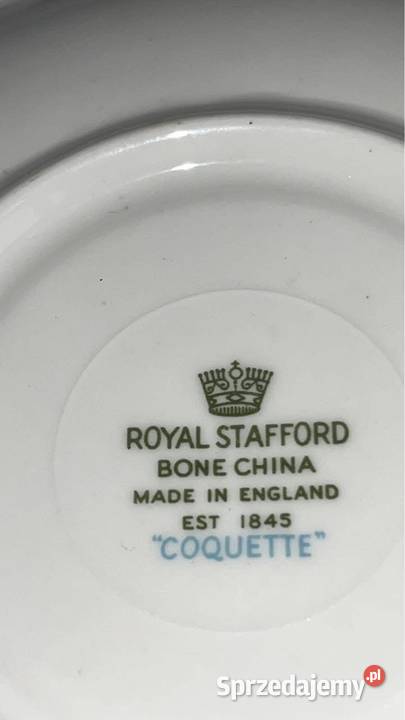 ROYAL STAFFORD
BONE CHINA
MADE IN ENGLAND
EST 1845
"COQUETTE"
Sprzedajemy.pl